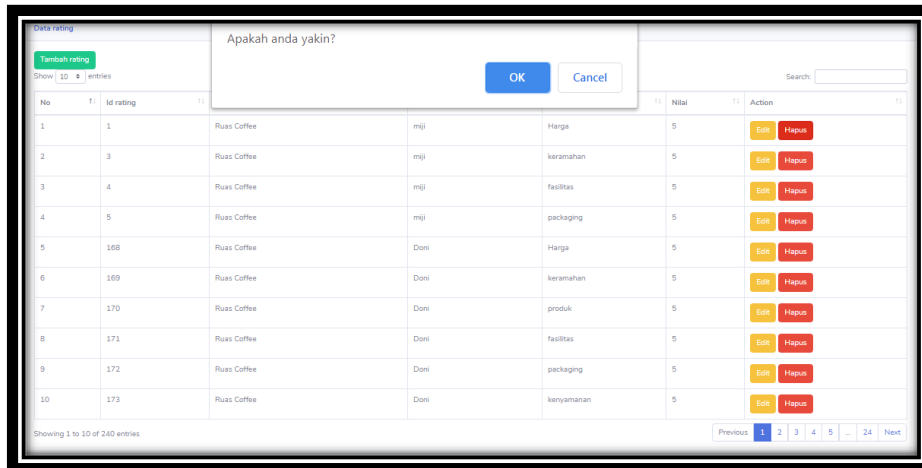 Data rating
Apakah anda yakin?
OK Cancel
Tambah rating
Show 10 entries Search:
No Id rating Nilai Action
1 1 Ruas Coffee miji Harga 5 Edit Hapus
2 3 Ruas Coffee miji keramahan 5 Edit Hapus
3 4 Ruas Coffee miji fasilitas 5 Edit Hapus
4 5 Ruas Coffee miji packaging 5 Edit Hapus
5 168 Ruas Coffee Doni Harga 5 Edit Hapus
6 169 Ruas Coffee Doni keramahan 5 Edit Hapus
7 170 Ruas Coffee Doni produk 5 Edit Hapus
8 171 Ruas Coffee Doni fasilitas 5 Edit Hapus
9 172 Ruas Coffee Doni packaging 5 Edit Hapus
10 173 Ruas Coffee Doni kenyamanan 5 Edit Hapus
Showing 1 to 10 of 240 entries Previous 1 2 3 4 5 ... 24 Next